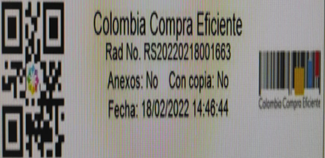 Colombia Compra Eficiente
Rad No. RS20220218001663
Anexos: No Con copia: No
Fecha: 18/02/2022 14:46:44
Colombia Compra Eficiente